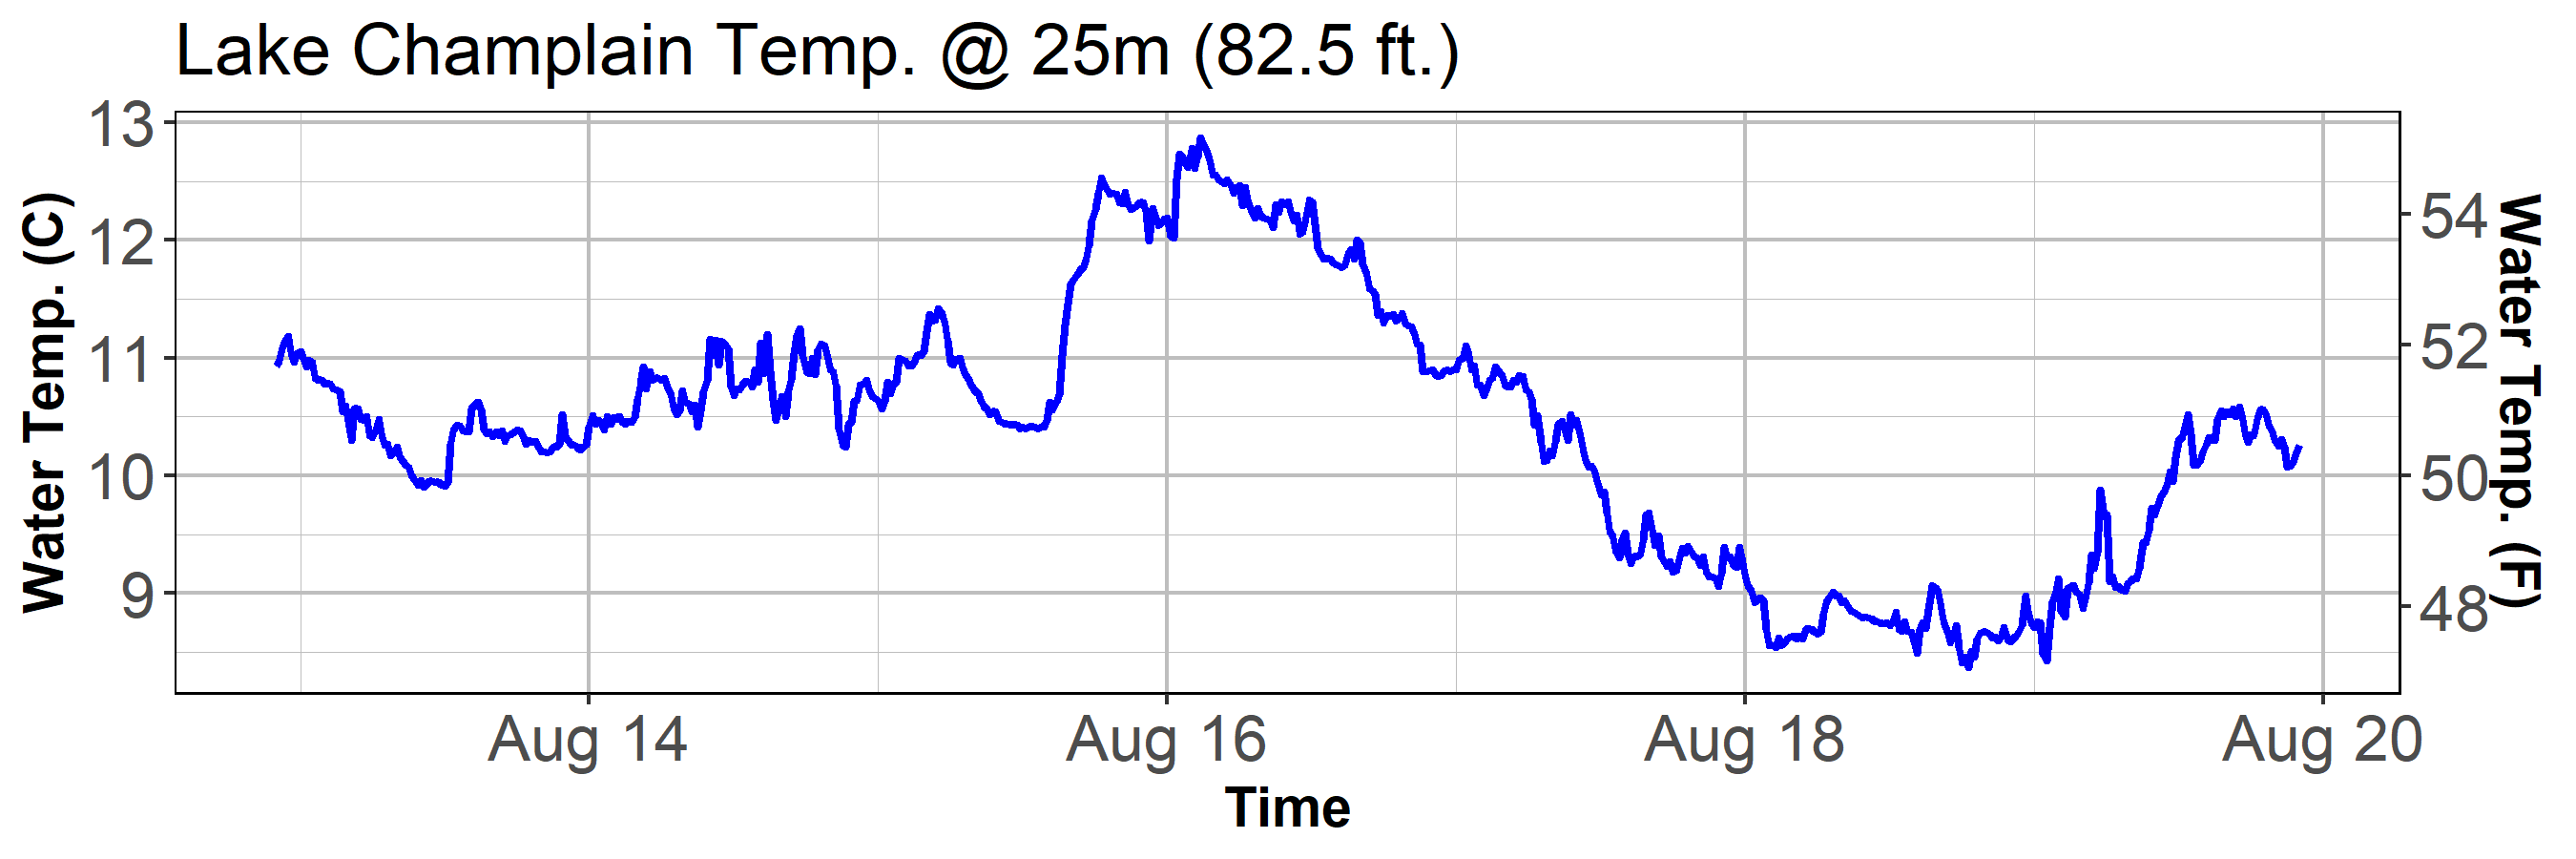 Lake Champlain Temp. @ 25m (82.5 ft.)
Water Temp. (C)
13
12
11
10
9
Water Temp. (F)
54
52
50
48
Aug 14
Aug 16
Aug 18
Aug 20
Time